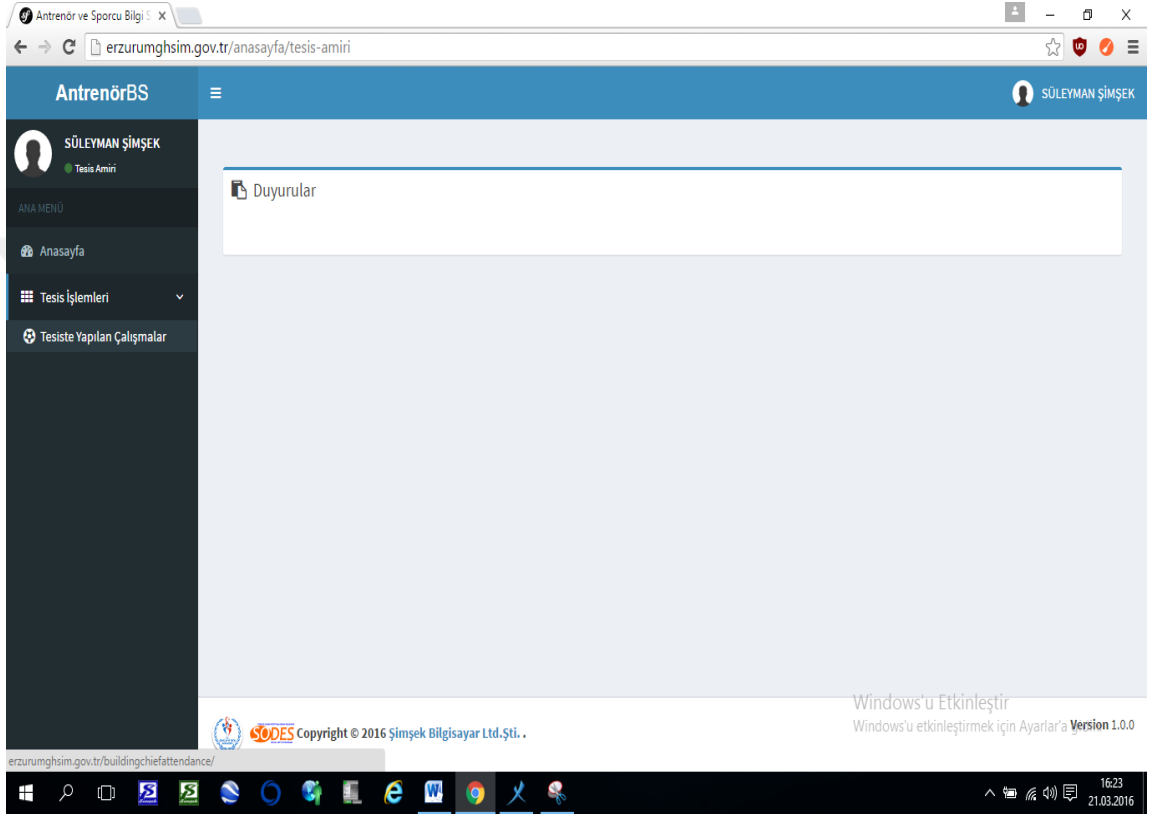 Antrenör ve Sporcu Bilgi S
erzurumghsim.gov.tr/anasayfa/tesis-amiri
AntrenörBS
SÜLEYMAN ŞİMŞEK
SÜLEYMAN ŞİMŞEK
Tesis Amiri
Duyurular
ANA MENÜ
Anasayfa
Tesis İşlemleri
Tesiste Yapılan Çalışmalar
Windows'u Etkinleştir
Windows'u etkinleştirmek için Ayarlar'a
SODES Copyright © 2016 Şimşek Bilgisayar Ltd.Şti. .
Version 1.0.0
erzurumghsim.gov.tr/buildingchiefattendance/
16:23
21.03.2016